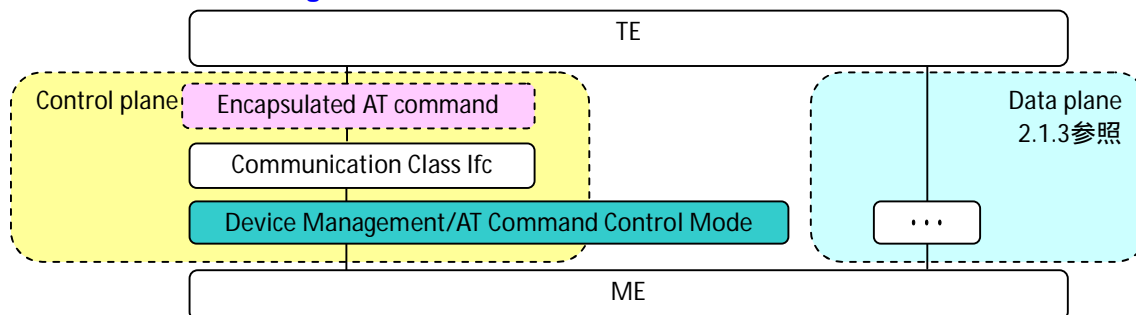 TE
Control plane
Encapsulated AT command
Data plane
2.1.3参照
Communication Class Ifc
Device Management/AT Command Control Mode
・・・
ME